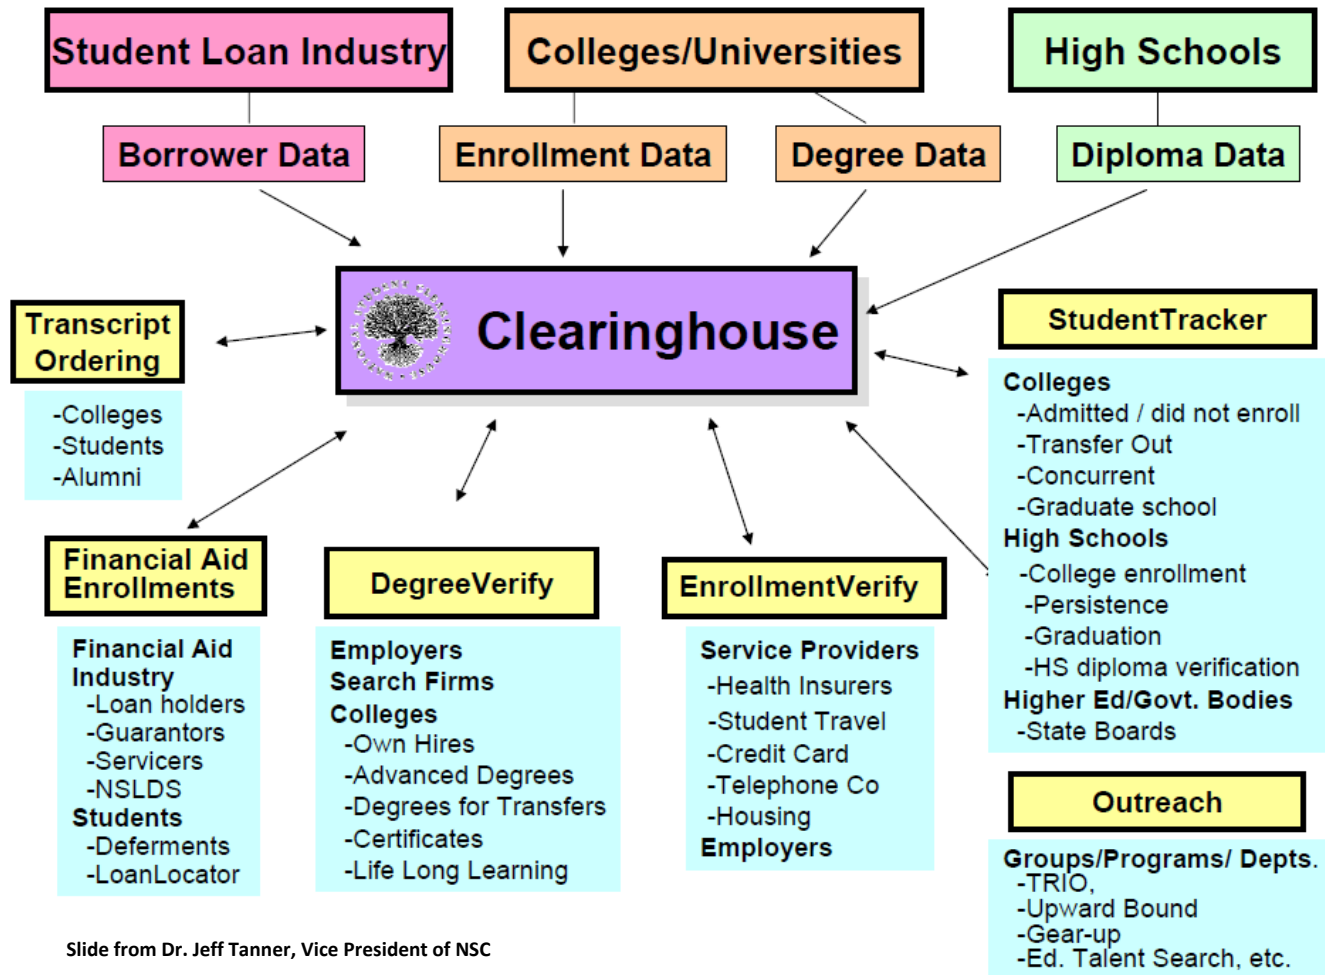 Student Loan Industry
Colleges/Universities
High Schools
Borrower Data
Enrollment Data
Degree Data
Diploma Data
NATIONAL STUDENT CLEARINGHOUSE
Clearinghouse
Transcript
Ordering
-Colleges
-Students
-Alumni
StudentTracker
Colleges
-Admitted / did not enroll
-Transfer Out
-Concurrent
-Graduate school
High Schools
-College enrollment
-Persistence
-Graduation
-HS diploma verification
Higher Ed/Govt. Bodies
-State Boards
Financial Aid
Enrollments
Financial Aid
Industry
-Loan holders
-Guarantors
-Servicers
-NSLDS
Students
-Deferments
-LoanLocator
DegreeVerify
Employers
Search Firms
Colleges
-Own Hires
-Advanced Degrees
-Degrees for Transfers
-Certificates
-Life Long Learning
EnrollmentVerify
Service Providers
-Health Insurers
-Student Travel
-Credit Card
-Telephone Co
-Housing
Employers
Outreach
Groups/Programs/ Depts.
-TRIO,
-Upward Bound
-Gear-up
-Ed. Talent Search, etc.
Slide from Dr. Jeff Tanner, Vice President of NSC